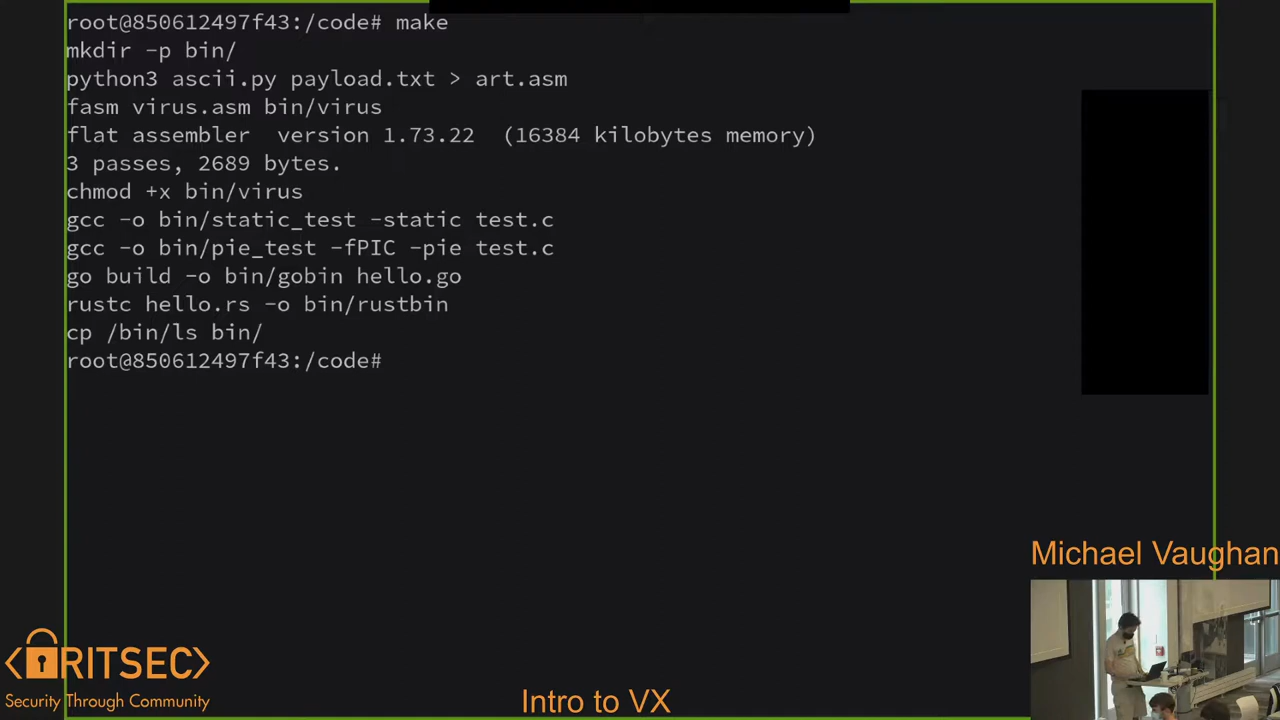 root@850612497f43:/code# make
mkdir -p bin/
python3 ascii.py payload.txt > art.asm
fasm virus.asm bin/virus
flat assembler  version 1.73.22  (16384 kilobytes memory)
3 passes, 2689 bytes.
chmod +x bin/virus
gcc -o bin/static_test -static test.c
gcc -o bin/pie_test -fPIC -pie test.c
go build -o bin/gobin hello.go
rustc hello.rs -o bin/rustbin
cp /bin/ls bin/
root@850612497f43:/code#
Michael Vaughan
<RITSEC>
Security Through Community
Intro to VX